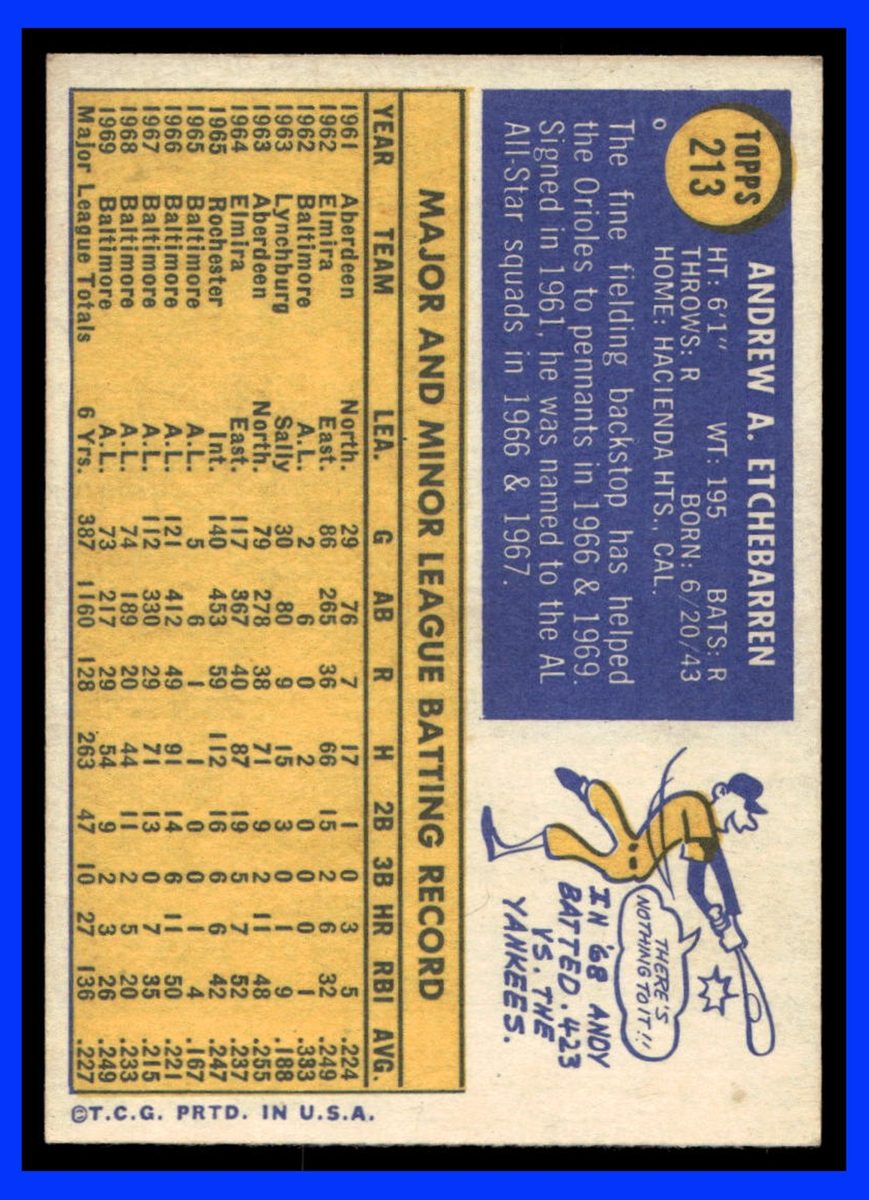 TOPPS
213
ANDREW A. ETCHEBARREN
HT: 6'1" WT: 195 BATS: R
THROWS: R BORN: 6/20/43
HOME: HACIENDA HTS., CAL.
The fine fielding backstop has helped
the Orioles to pennants in 1966 & 1969.
Signed in 1961, he was named to the AL
All-Star squads in 1966 & 1967.
THERE'S
NOTHING TO IT!!
IN '68 ANDY
BATTED .423
VS. THE
YANKEES.
MAJOR AND MINOR LEAGUE BATTING RECORD
YEAR TEAM LEA. G AB R H 2B 3B HR RBI AVG.
1961 Aberdeen North. 29 76 7 17 1 0 3 5 .224
1962 Elmira East. 86 265 36 66 15 2 6 32 .249
1962 Baltimore A.L. 2 6 0 2 0 0 0 1 .333
1963 Lynchburg Sally 30 80 9 15 3 0 1 9 .188
1963 Aberdeen North. 79 278 38 71 9 2 11 48 .255
1964 Elmira East. 117 367 40 87 19 5 7 52 .237
1965 Rochester Int. 140 453 59 112 16 6 6 42 .247
1965 Baltimore A.L. 5 6 1 1 0 0 1 4 .167
1966 Baltimore A.L. 121 412 49 91 14 6 11 50 .221
1967 Baltimore A.L. 112 330 29 71 13 0 7 35 .215
1968 Baltimore A.L. 74 189 20 44 11 2 5 20 .233
1969 Baltimore A.L. 73 217 29 54 9 2 3 26 .249
Major League Totals 6 Yrs. 387 1160 128 263 47 10 27 136 .227
©T.C.G. PRTD. IN U.S.A.